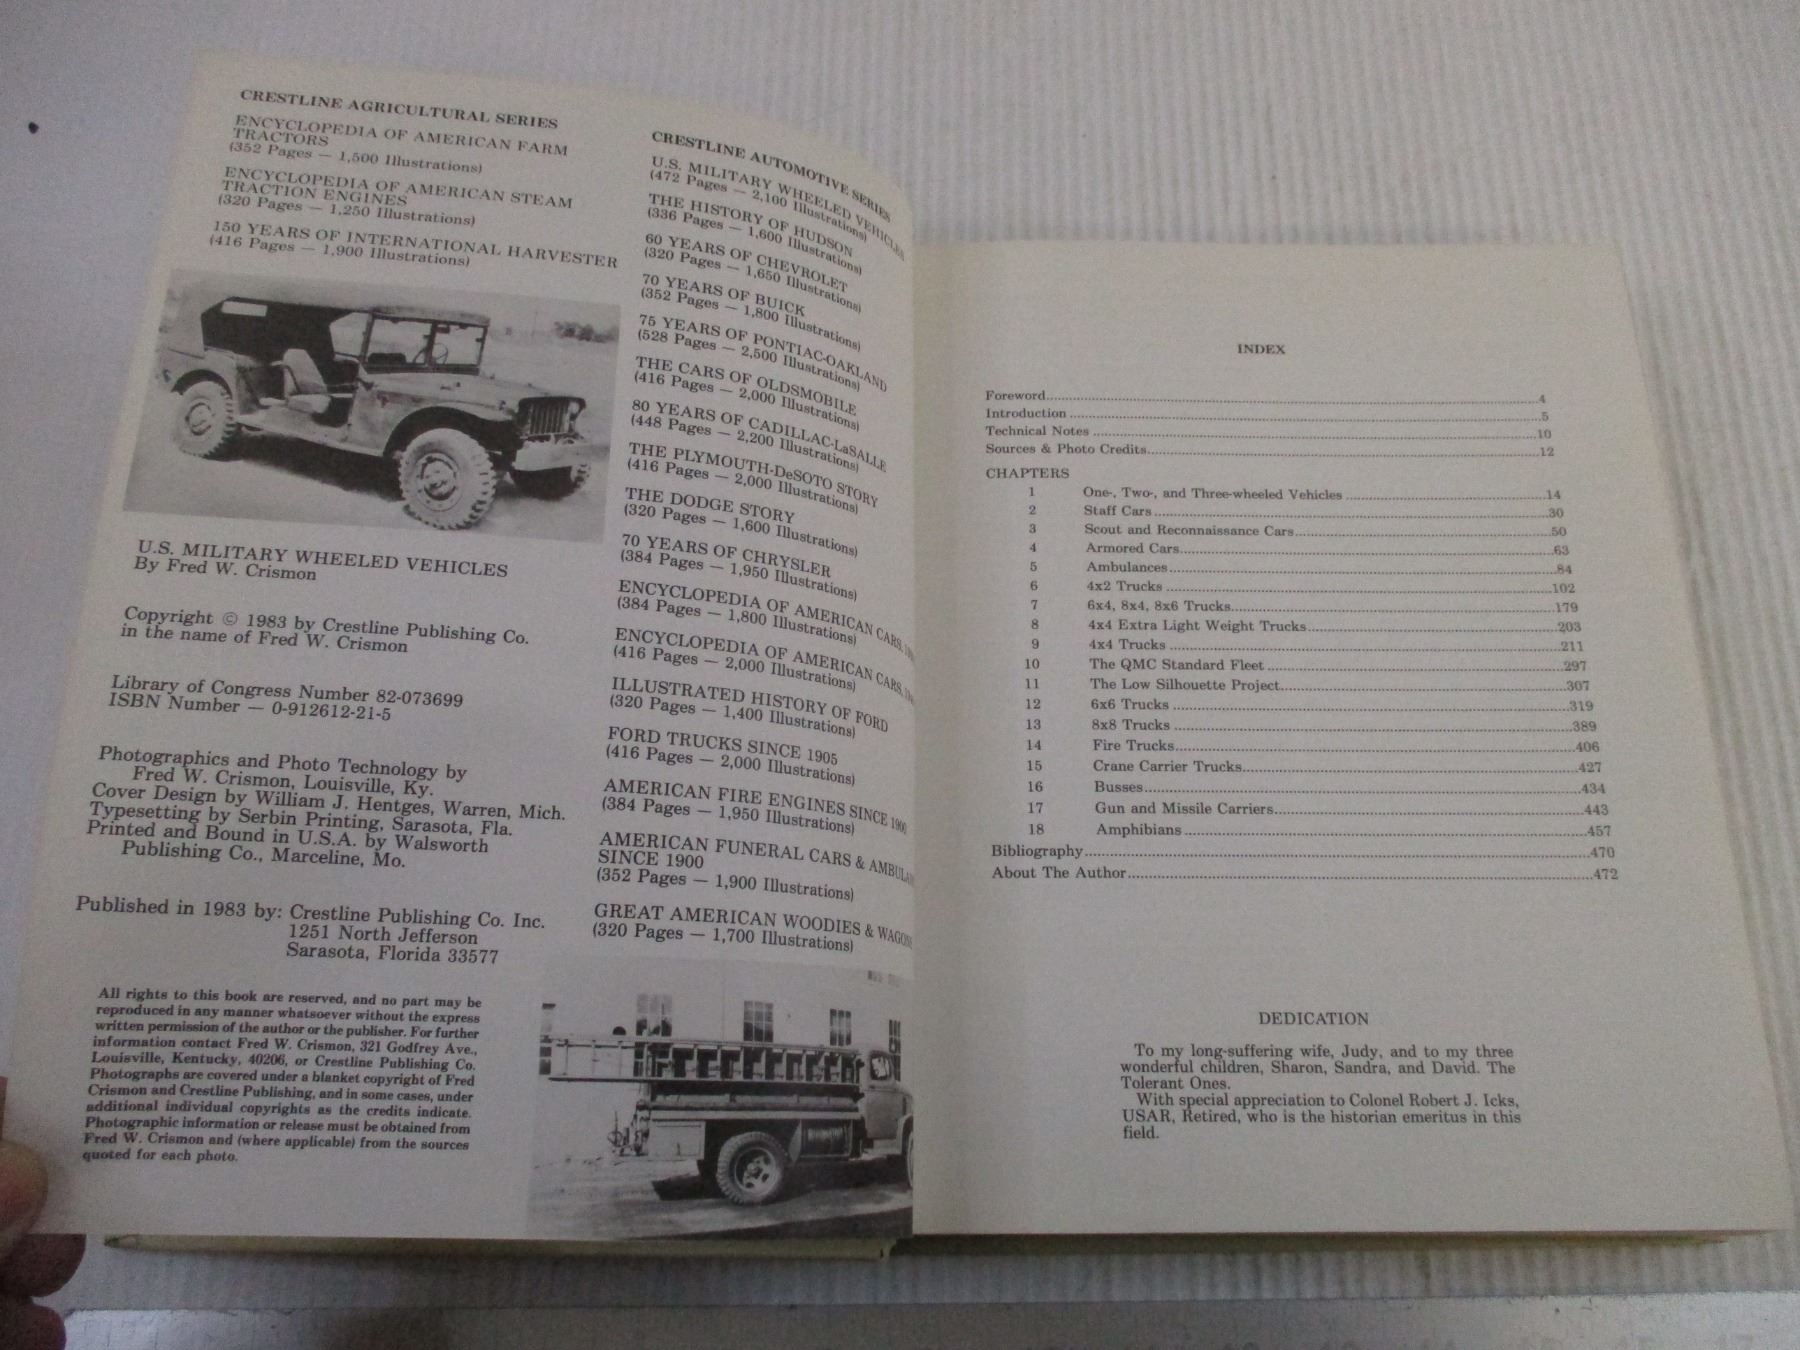 CRESTLINE AGRICULTURAL SERIES
ENCYCLOPEDIA OF AMERICAN FARM
TRACTORS
(352 Pages — 1,500 Illustrations)
ENCYCLOPEDIA OF AMERICAN STEAM
TRACTION ENGINES
(320 Pages — 1,250 Illustrations)
150 YEARS OF INTERNATIONAL HARVESTER
(416 Pages — 1,900 Illustrations)
U.S. MILITARY WHEELED VEHICLES
By Fred W. Crismon
Copyright © 1983 by Crestline Publishing Co.
in the name of Fred W. Crismon
Library of Congress Number 82-073699
ISBN Number — 0-912612-21-5
Photographics and Photo Technology by
Fred W. Crismon, Louisville, Ky.
Cover Design by William J. Hentges, Warren, Mich.
Typesetting by Serbin Printing, Sarasota, Fla.
Printed and Bound in U.S.A. by Walsworth
Publishing Co., Marceline, Mo.
Published in 1983 by: Crestline Publishing Co. Inc.
1251 North Jefferson
Sarasota, Florida 33577
All rights to this book are reserved, and no part may be
reproduced in any manner whatsoever without the express
written permission of the author or the publisher. For further
information contact Fred W. Crismon, 321 Godfrey Ave.,
Louisville, Kentucky, 40206, or Crestline Publishing Co.
Photographs are covered under a blanket copyright of Fred
Crismon and Crestline Publishing, and in some cases, under
additional individual copyrights as the credits indicate.
Photographic information or release must be obtained from
Fred W. Crismon and (where applicable) from the sources
quoted for each photo.
CRESTLINE AUTOMOTIVE SERIES
U.S. MILITARY WHEELED VEHICLES
(472 Pages — 2,100 Illustrations)
THE HISTORY OF HUDSON
(336 Pages — 1,600 Illustrations)
60 YEARS OF CHEVROLET
(320 Pages — 1,650 Illustrations)
70 YEARS OF BUICK
(352 Pages — 1,800 Illustrations)
75 YEARS OF PONTIAC-OAKLAND
(528 Pages — 2,500 Illustrations)
THE CARS OF OLDSMOBILE
(416 Pages — 2,000 Illustrations)
80 YEARS OF CADILLAC-LaSALLE
(448 Pages — 2,200 Illustrations)
THE PLYMOUTH-DeSOTO STORY
(416 Pages — 2,000 Illustrations)
THE DODGE STORY
(320 Pages — 1,600 Illustrations)
70 YEARS OF CHRYSLER
(384 Pages — 1,950 Illustrations)
ENCYCLOPEDIA OF AMERICAN CARS,
(384 Pages — 1,800 Illustrations)
ENCYCLOPEDIA OF AMERICAN CARS,
(416 Pages — 2,000 Illustrations)
ILLUSTRATED HISTORY OF FORD
(320 Pages — 1,400 Illustrations)
FORD TRUCKS SINCE 1905
(416 Pages — 2,000 Illustrations)
AMERICAN FIRE ENGINES SINCE 1900
(384 Pages — 1,950 Illustrations)
AMERICAN FUNERAL CARS &
SINCE 1900
(352 Pages — 1,900 Illustrations)
GREAT AMERICAN WOODIES &
(320 Pages — 1,700 Illustrations)
INDEX
Foreword....4
Introduction....5
Technical Notes....10
Sources & Photo Credits....12
CHAPTERS
1 One-, Two-, and Three-wheeled Vehicles....14
2 Staff Cars....30
3 Scout and Reconnaissance Cars....50
4 Armored Cars....63
5 Ambulances....84
6 4x2 Trucks....102
7 6x4, 8x4, 8x6 Trucks....179
8 4x4 Extra Light Weight Trucks....203
9 4x4 Trucks....211
10 The QMC Standard Fleet....297
11 The Low Silhouette Project....307
12 6x6 Trucks....319
13 8x8 Trucks....389
14 Fire Trucks....406
15 Crane Carrier Trucks....427
16 Busses....434
17 Gun and Missile Carriers....443
18 Amphibians....457
Bibliography....470
About The Author....472
DEDICATION
To my long-suffering wife, Judy, and to my three
wonderful children, Sharon, Sandra, and David. The
Tolerant Ones.
With special appreciation to Colonel Robert J. Icks,
USAR, Retired, who is the historian emeritus in this
field.